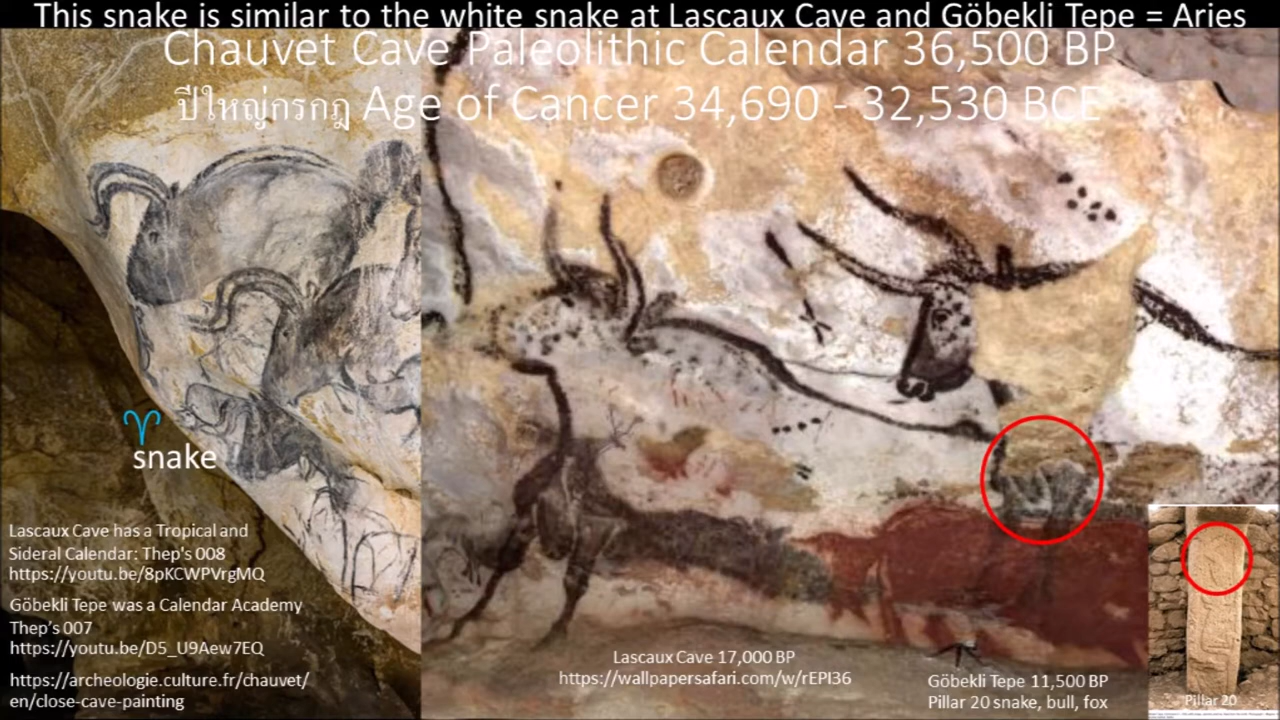 This snake is similar to the white snake at Lascaux Cave and Göbekli Tepe = Aries
Chauvet Cave Paleolithic Calendar 36,500 BP
ปีใหญ่กรกฎ Age of Cancer 34,690 - 32,530 BCE
♈
snake
Lascaux Cave has a Tropical and
Sideral Calendar: Thep's 008
https://youtu.be/8pKCWPVrgMQ
Göbekli Tepe was a Calendar Academy
Thep's 007
https://youtu.be/D5_U9Aew7EQ
https://archeologie.culture.fr/chauvet/
en/close-cave-painting
Lascaux Cave 17,000 BP
https://wallpapersafari.com/w/rEPI36
Göbekli Tepe 11,500 BP
Pillar 20 snake, bull, fox
Pillar 20